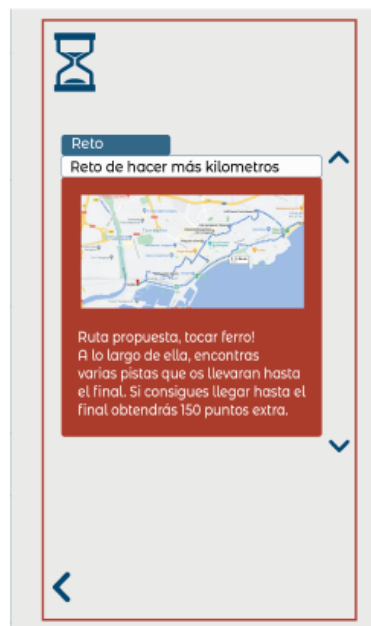 Reto
Reto de hacer más kilometros
Ruta propuesta, tocar ferro!
A lo largo de ella, encontras
varias pistas que os llevaran hasta
el final. Si consigues llegar hasta el
final obtendrás 150 puntos extra.